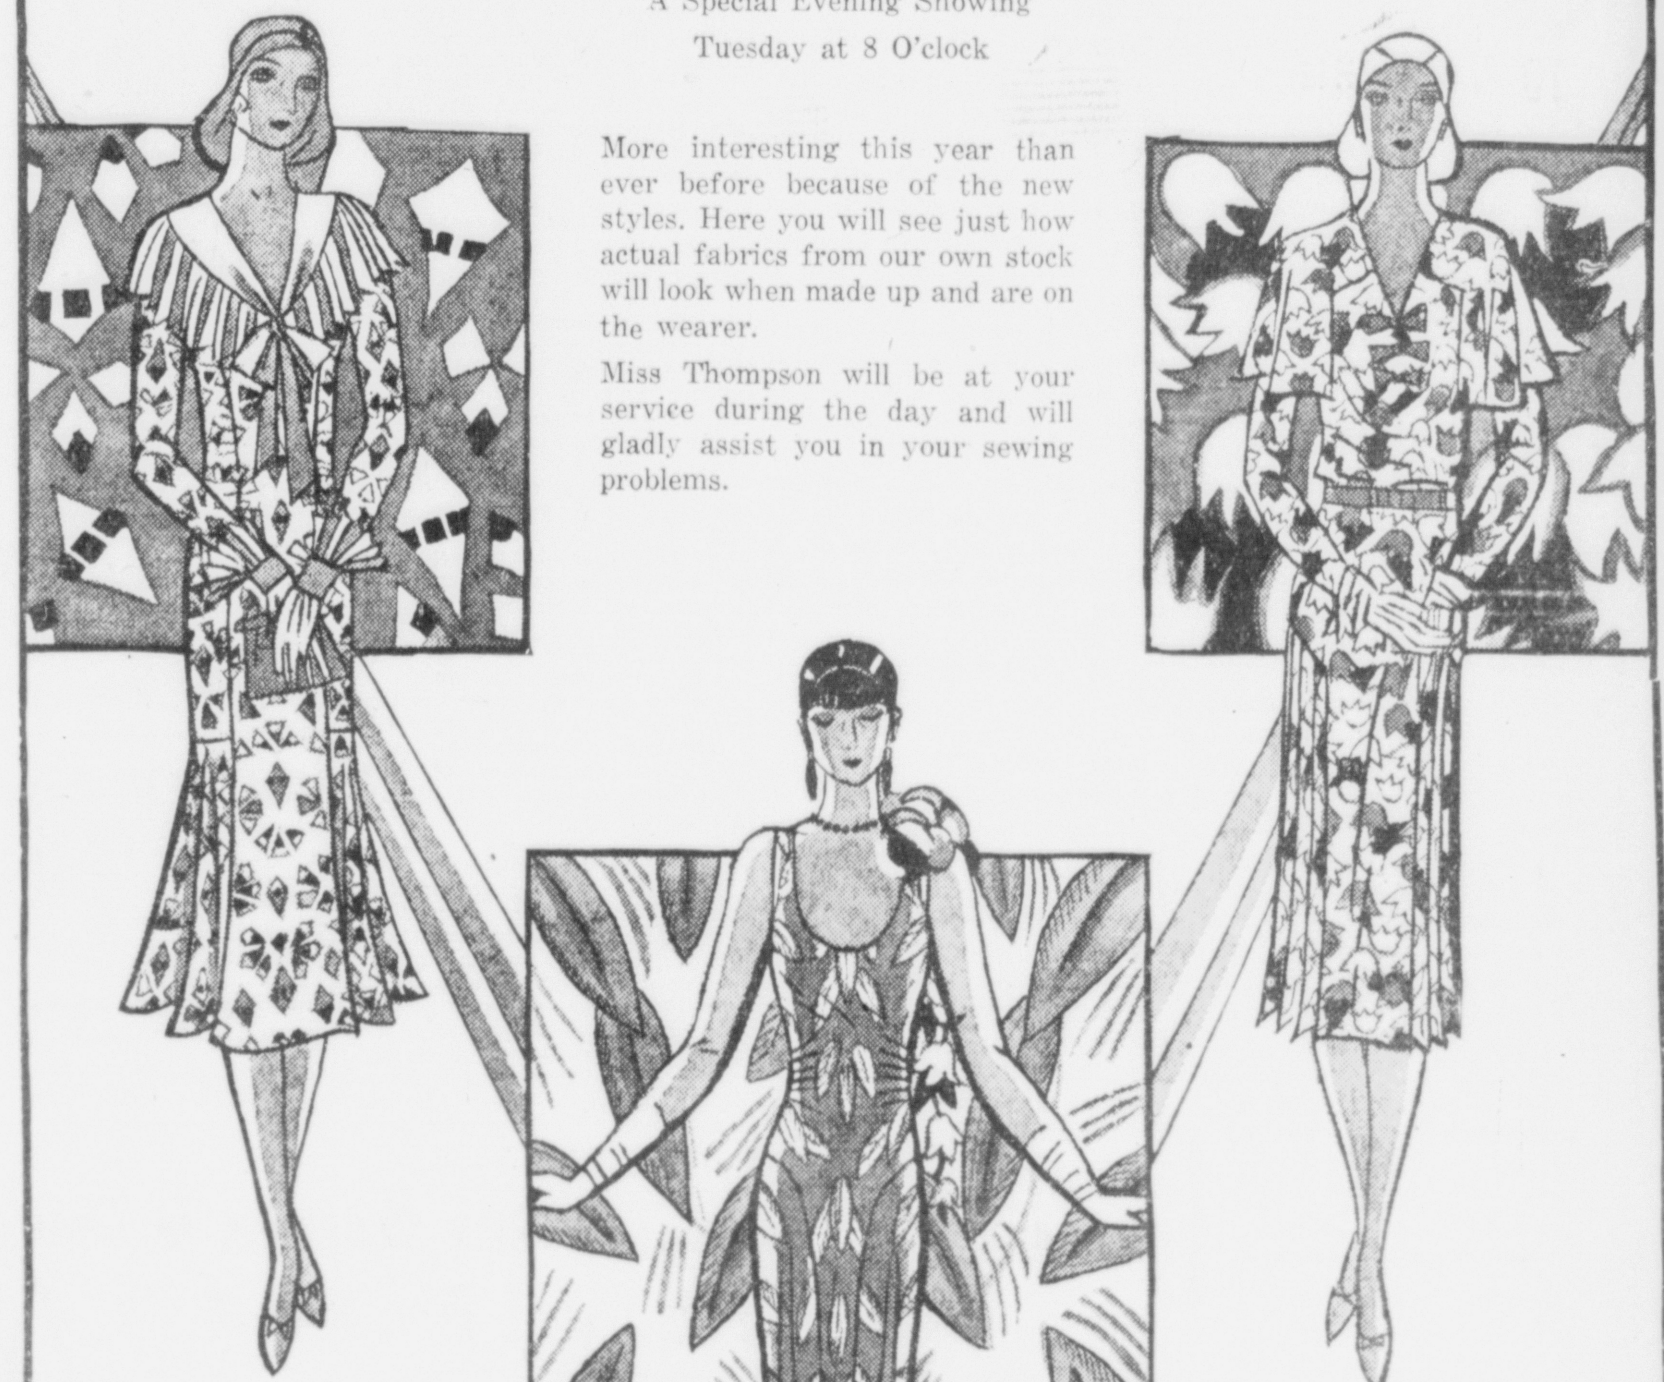 A Special Evening Showing
Tuesday at 8 O'clock
More interesting this year than
ever before because of the new
styles. Here you will see just how
actual fabrics from our own stock
will look when made up and are on
the wearer.
Miss Thompson will be at your
service during the day and will
gladly assist you in your sewing
problems.